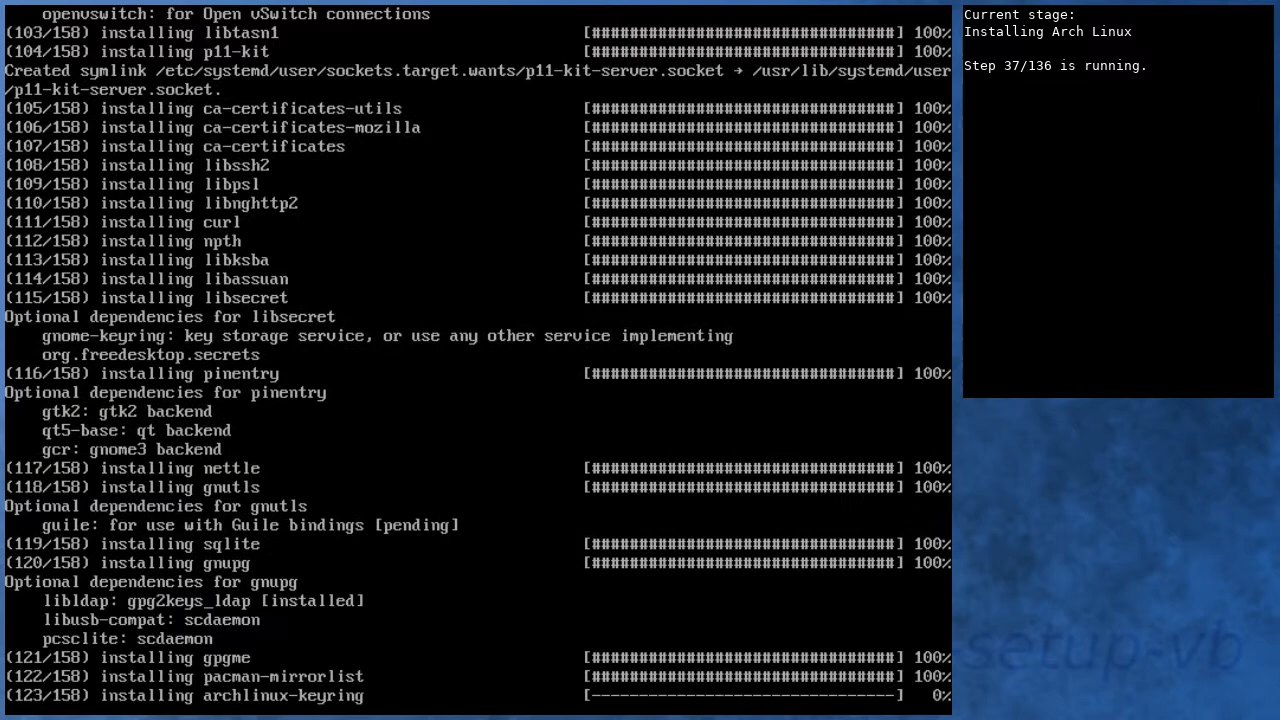 openvswitch: for Open vSwitch connections
(103/158) installing libtasn1 [################################] 100%
(104/158) installing p11-kit [################################] 100%
Created symlink /etc/systemd/user/sockets.target.wants/p11-kit-server.socket → /usr/lib/systemd/user
/p11-kit-server.socket.
(105/158) installing ca-certificates-utils [################################] 100%
(106/158) installing ca-certificates-mozilla [################################] 100%
(107/158) installing ca-certificates [################################] 100%
(108/158) installing libssh2 [################################] 100%
(109/158) installing libpsl [################################] 100%
(110/158) installing libnghttp2 [################################] 100%
(111/158) installing curl [################################] 100%
(112/158) installing npth [################################] 100%
(113/158) installing libksba [################################] 100%
(114/158) installing libassuan [################################] 100%
(115/158) installing libsecret [################################] 100%
Optional dependencies for libsecret
gnome-keyring: key storage service, or use any other service implementing
org.freedesktop.secrets
(116/158) installing pinentry [################################] 100%
Optional dependencies for pinentry
gtk2: gtk2 backend
qt5-base: qt backend
gcr: gnome3 backend
(117/158) installing nettle [################################] 100%
(118/158) installing gnutls [################################] 100%
Optional dependencies for gnutls
guile: for use with Guile bindings [pending]
(119/158) installing sqlite [################################] 100%
(120/158) installing gnupg [################################] 100%
Optional dependencies for gnupg
libldap: gpg2keys_ldap [installed]
libusb-compat: scdaemon
pcsclite: scdaemon
(121/158) installing gpgme [################################] 100%
(122/158) installing pacman-mirrorlist [################################] 100%
(123/158) installing archlinux-keyring [--------------------------------] 0%
Current stage:
Installing Arch Linux
Step 37/136 is running.
setup-vb